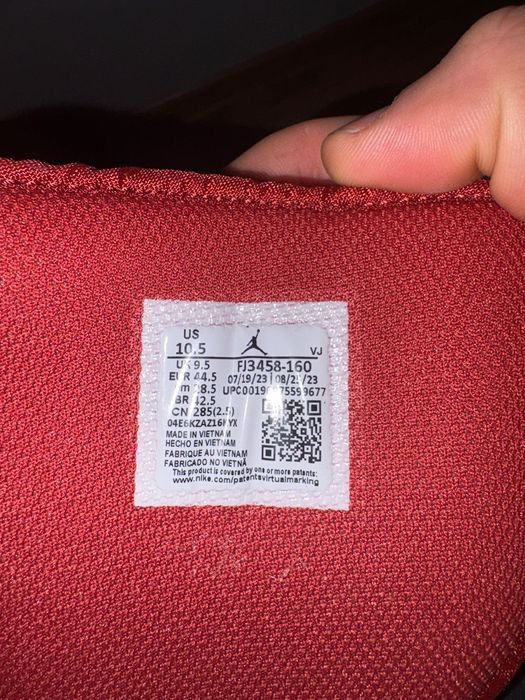 US
10.5
VJ
UK 9.5 FJ3458-160
EUR 44.5 07/19/23 08/25/23
cm 28.5
BR 42.5
CN 285(2.5)
MADE IN VIETNAM
HECHO EN VIETNAM
FABRIQUE AU VIETNAM
FABRICADO NO VIETNÃ
This product is covered by one or more patents:
www.nike.com/patentsvirtualmarking